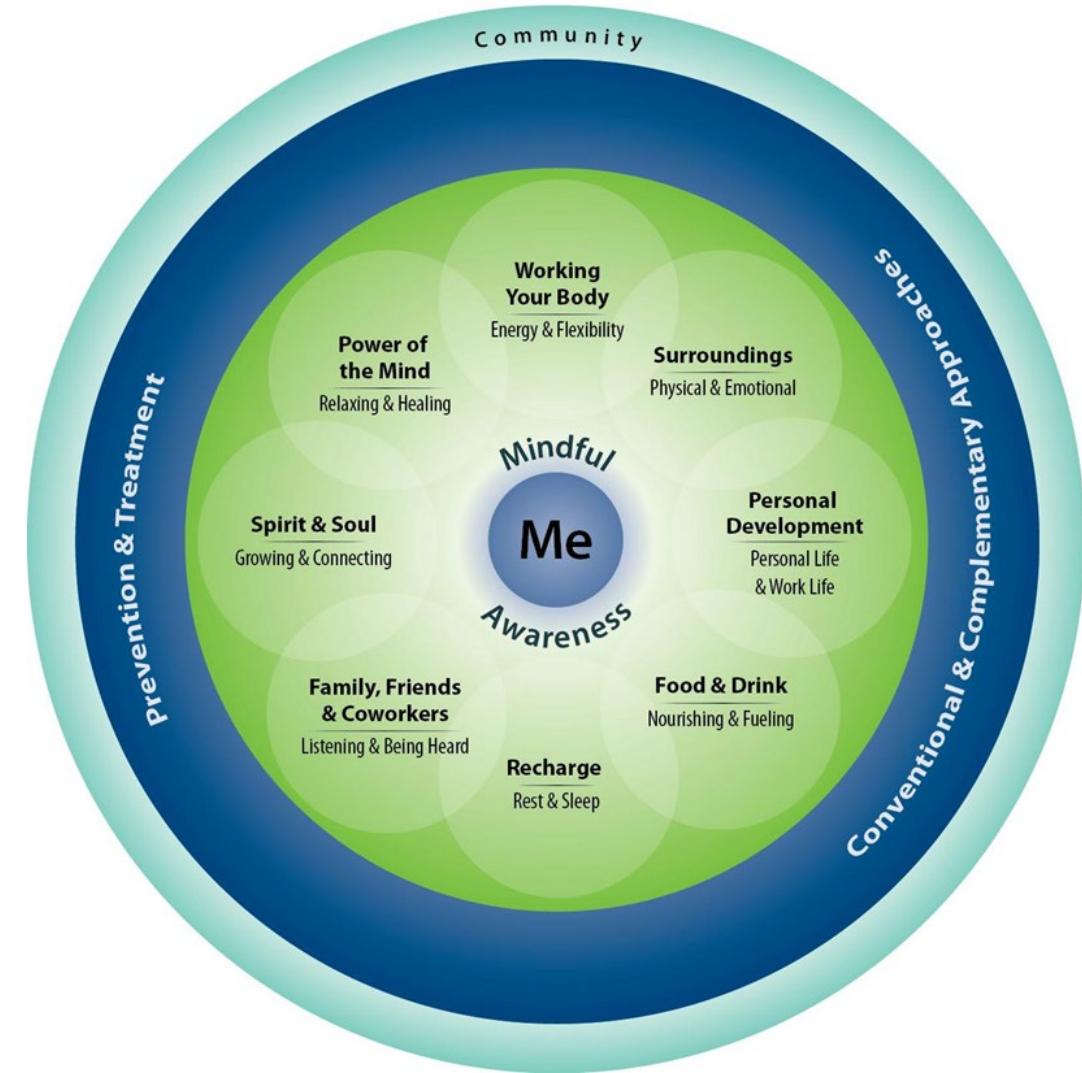 Community
Prevention & Treatment
Conventional & Complementary Approaches
Working
Your Body
Energy & Flexibility
Surroundings
Physical & Emotional
Personal
Development
Personal Life
& Work Life
Food & Drink
Nourishing & Fueling
Recharge
Rest & Sleep
Family, Friends
& Coworkers
Listening & Being Heard
Spirit & Soul
Growing & Connecting
Power of
the Mind
Relaxing & Healing
Mindful
Me
Awareness